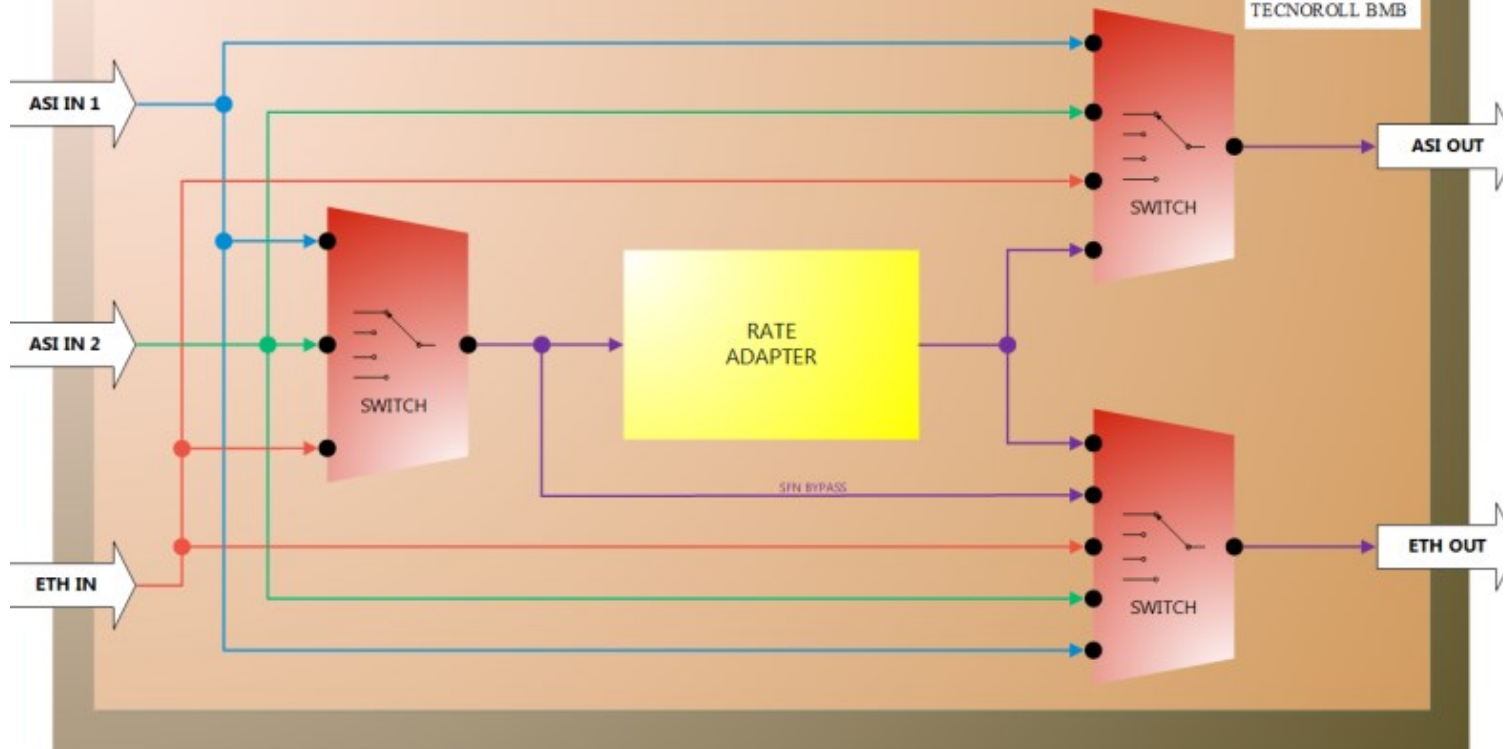 TECNOROLL BMB
ASI IN 1
ASI OUT
SWITCH
ASI IN 2
RATE
ADAPTER
SWITCH
SFN BYPASS
ETH IN
ETH OUT
SWITCH